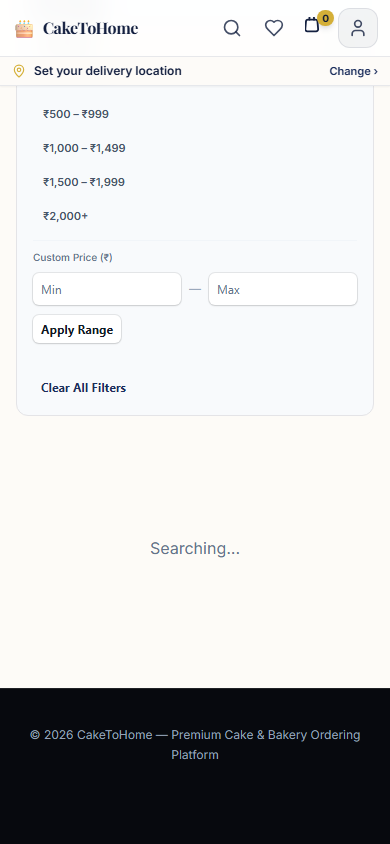 CakeToHome
0
Set your delivery location
Change ›
₹500 – ₹999
₹1,000 – ₹1,499
₹1,500 – ₹1,999
₹2,000+
Custom Price (₹)
Min — Max
Apply Range
Clear All Filters
Searching...
© 2026 CakeToHome — Premium Cake & Bakery Ordering
Platform